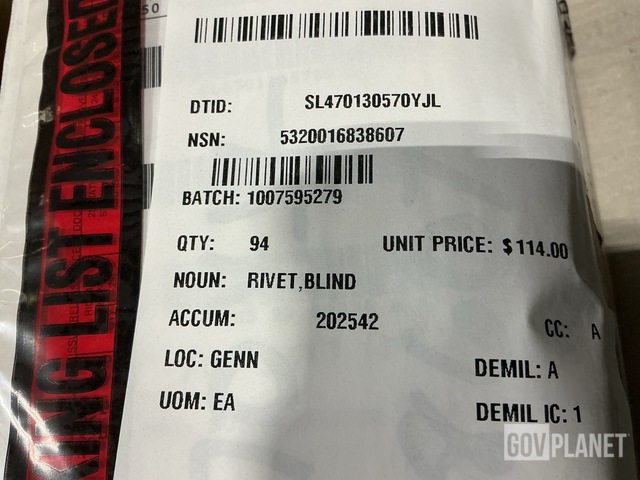 50
DTID: SL470130570YJL
NSN: 5320016838607
BATCH: 1007595279
QTY: 94 UNIT PRICE: $ 114.00
NOUN: RIVET,BLIND
ACCUM: 202542
CC: A
LOC: GENN
DEMIL: A
UOM: EA
DEMIL IC: 1
KING LIST ENCLOSED
GOVPLANET